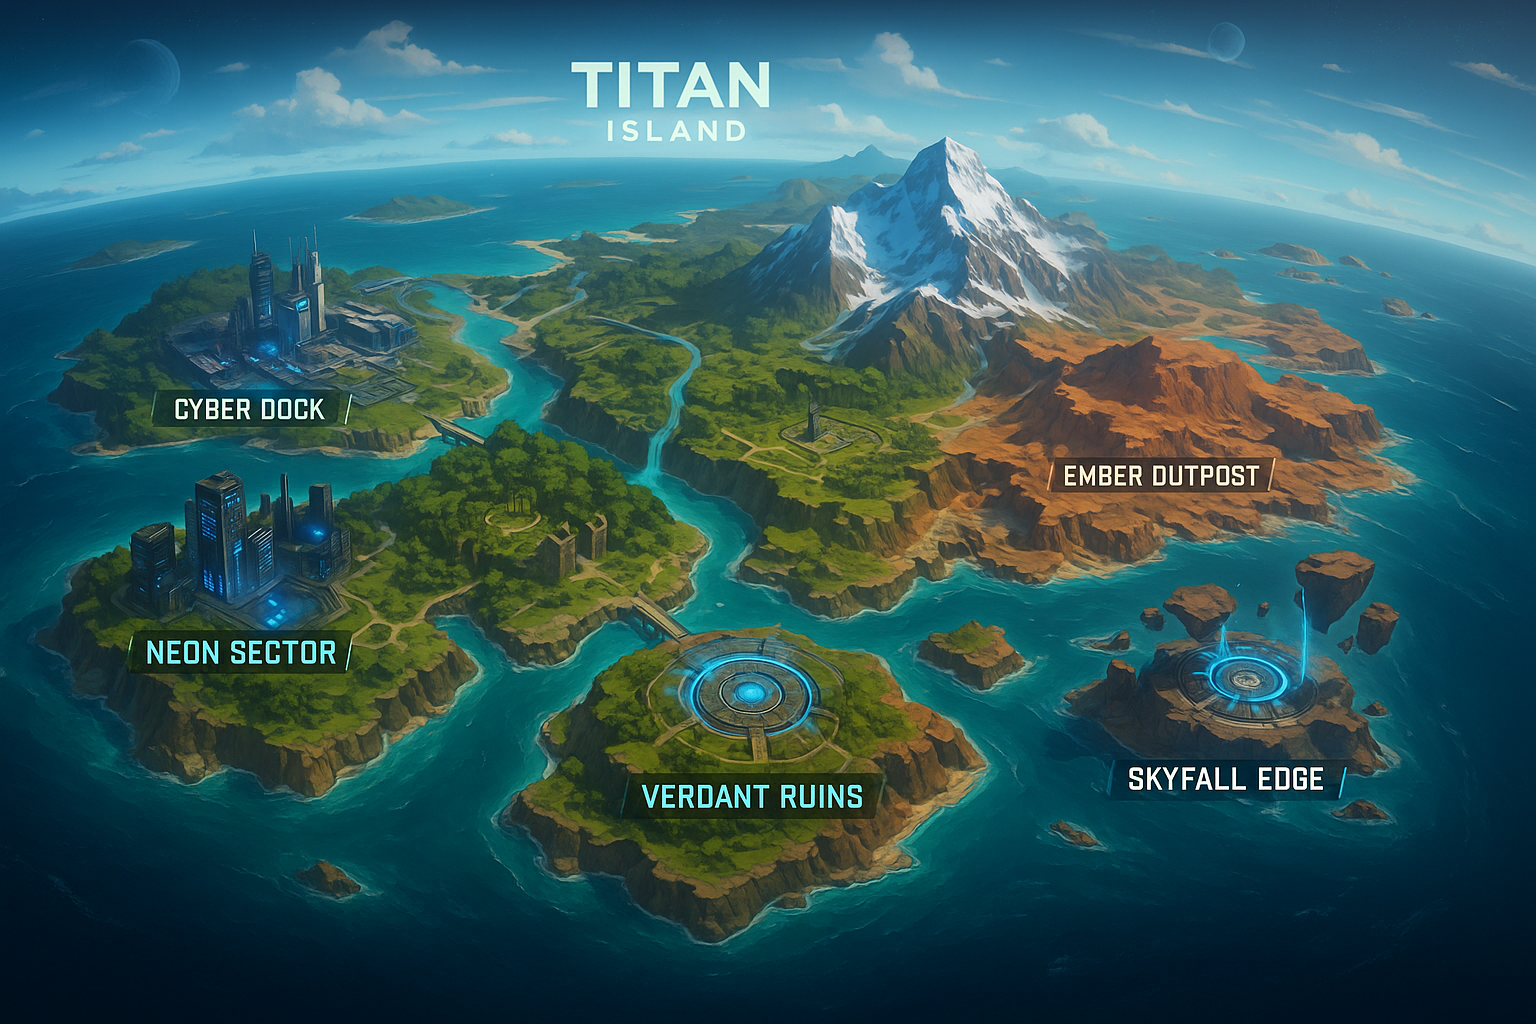 TITAN
ISLAND
CYBER DOCK
EMBER DUTPOST
NEON SECTOR
SKYFALL EDGE
VERDANT RUINS